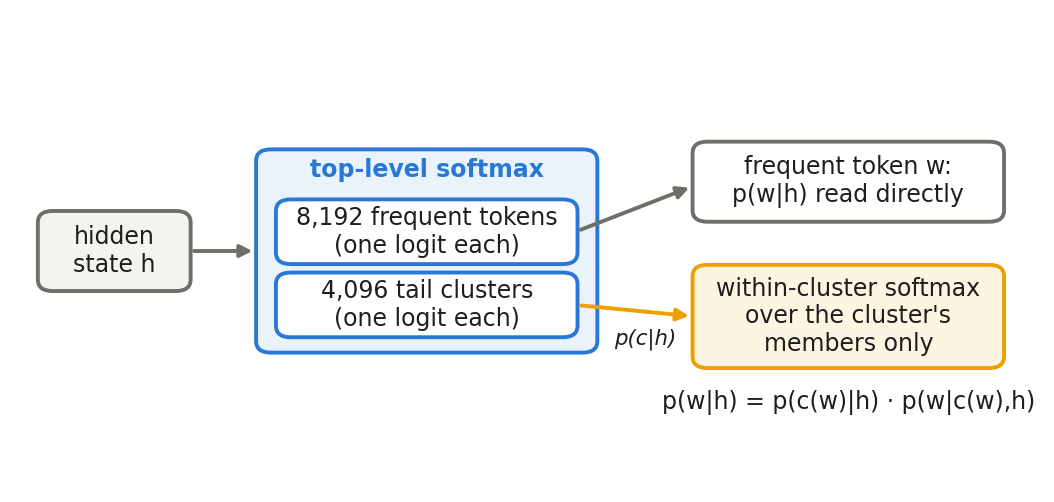 hidden
state h
top-level softmax
8,192 frequent tokens
(one logit each)
4,096 tail clusters
(one logit each)
p(c|h)
frequent token w:
p(w|h) read directly
within-cluster softmax
over the cluster's
members only
p(w|h) = p(c(w)|h) · p(w|c(w),h)